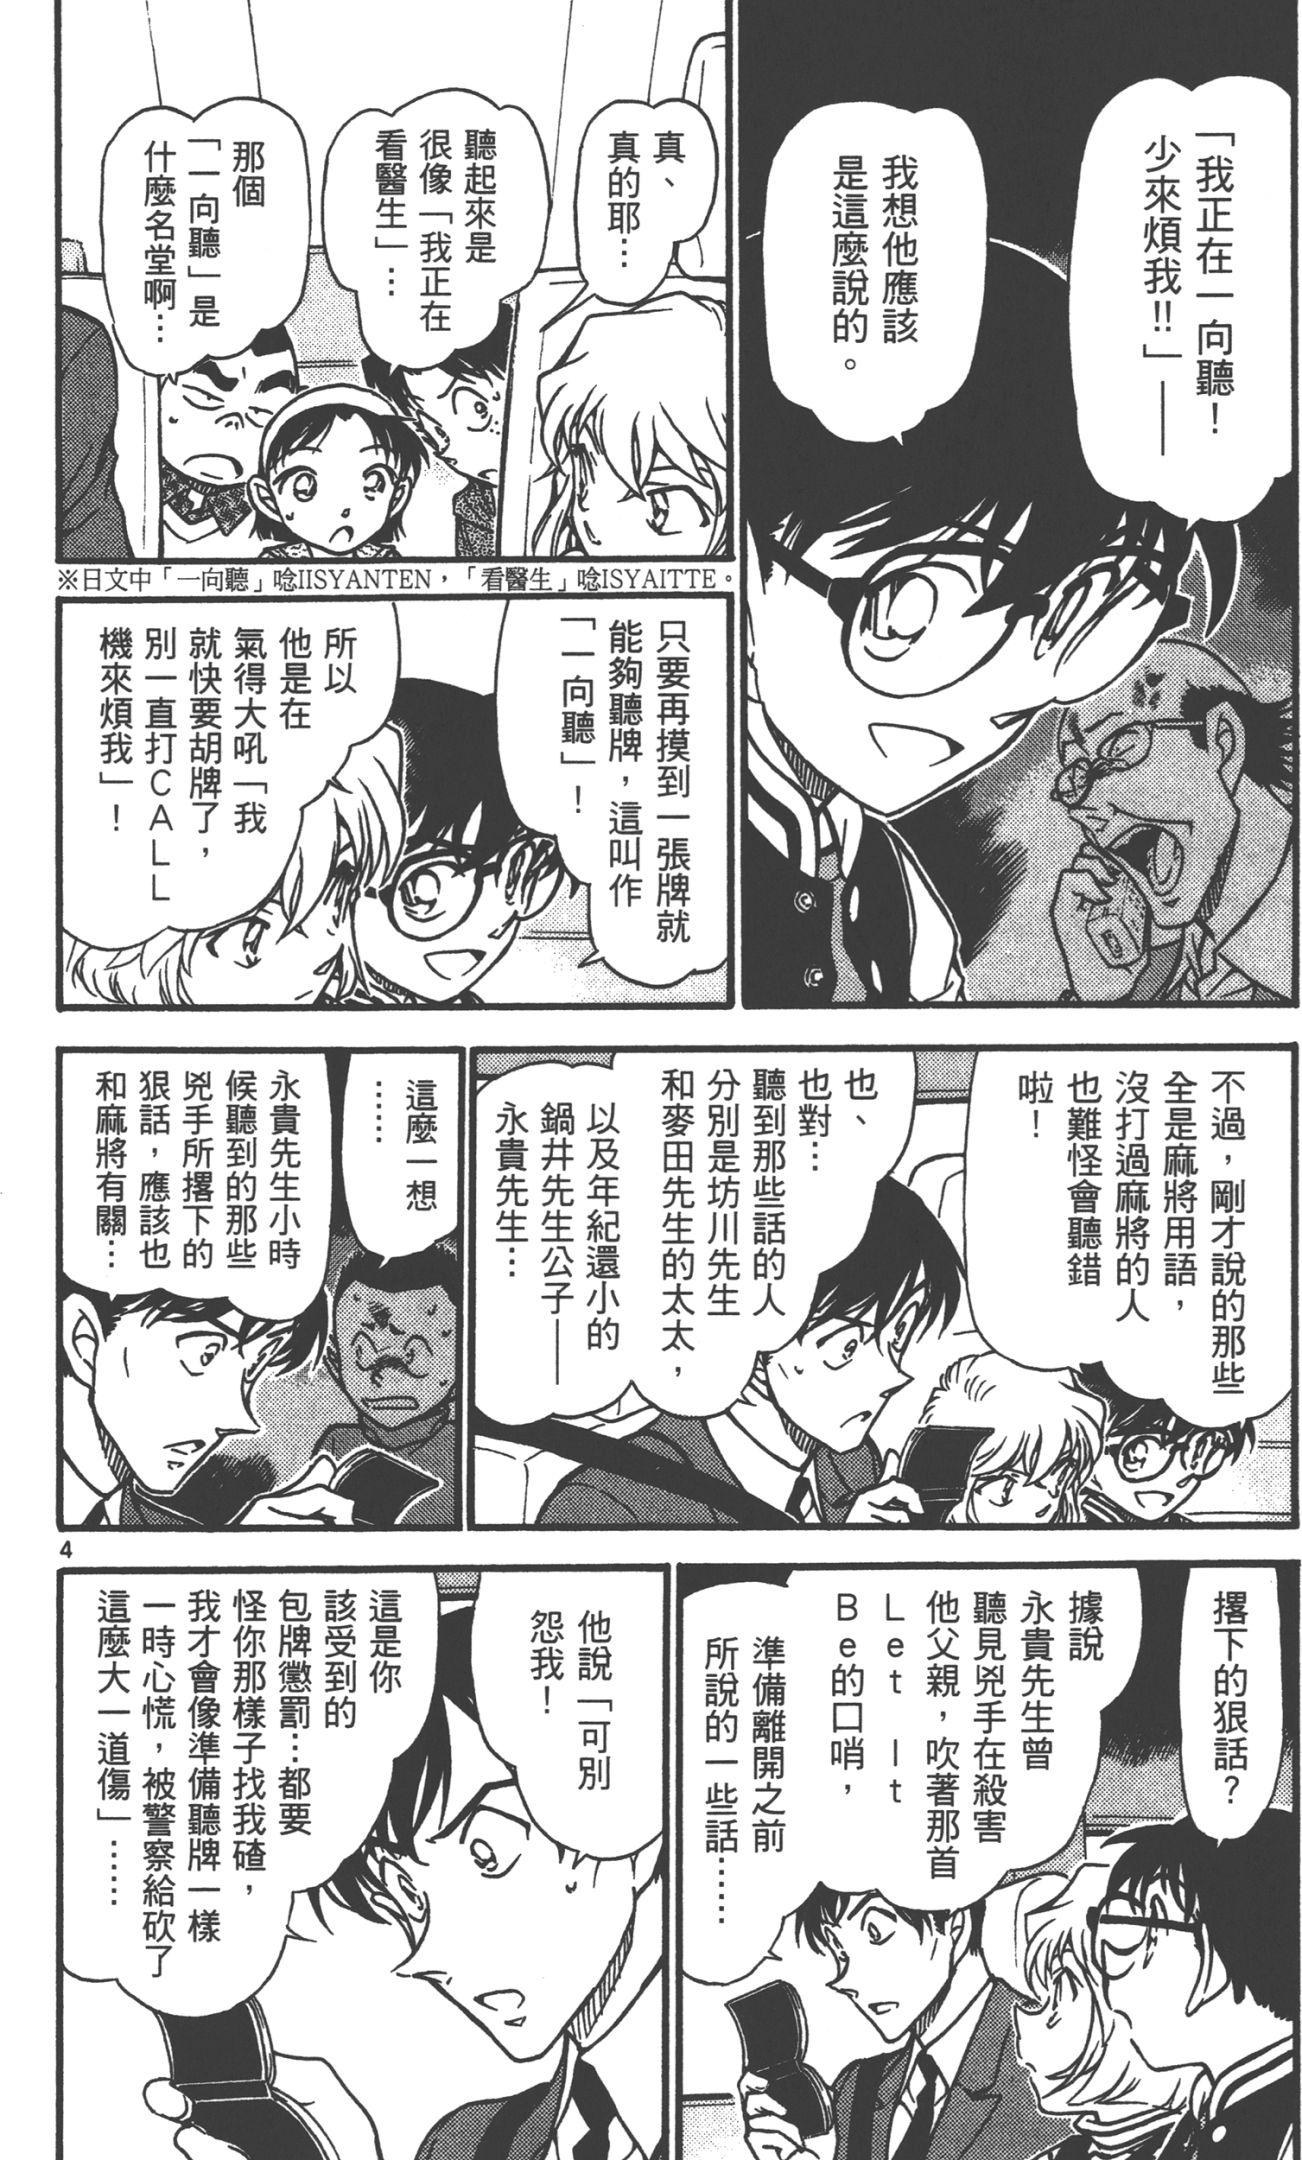 「我正在一向聽！
少來煩我!!」——
我想他應該
是這麼說的。
真、
真的耶…
聽起來是
很像「我正在
看醫生」…
那個
「一向聽」是
什麼名堂啊…
※日文中「一向聽」唸IISYANTEN，「看醫生」唸ISYAITTE。
只要再摸到一張牌就
能夠聽牌，這叫作
「一向聽」！
所以
他是在
氣得大吼「我
就快要胡牌了，
別一直打CALL
機來煩我」！
不過，剛才說的那些
全是麻將用語，
沒打過麻將的人
也難怪會聽錯
啦！
也、
也對…
聽到那些話的人
分別是坊川先生
和麥田先生的太太，
以及年紀還小的
鍋井先生公子——
永貴先生…
這麼一想
……
永貴先生小時
候聽到的那些
兇手所撂下的
狠話，應該也
和麻將有關…
4
撂下的狠話？
據說
永貴先生曾
聽見兇手在殺害
他父親，吹著那首
Let It
Be的口哨，
準備離開之前
所說的一些話……
他說「可別
怨我！
這是你
該受到的
包牌懲罰…都要
怪你那樣子找我碴，
我才會像準備聽牌一樣
一時心慌，被警察給砍了
這麼大一道傷」……